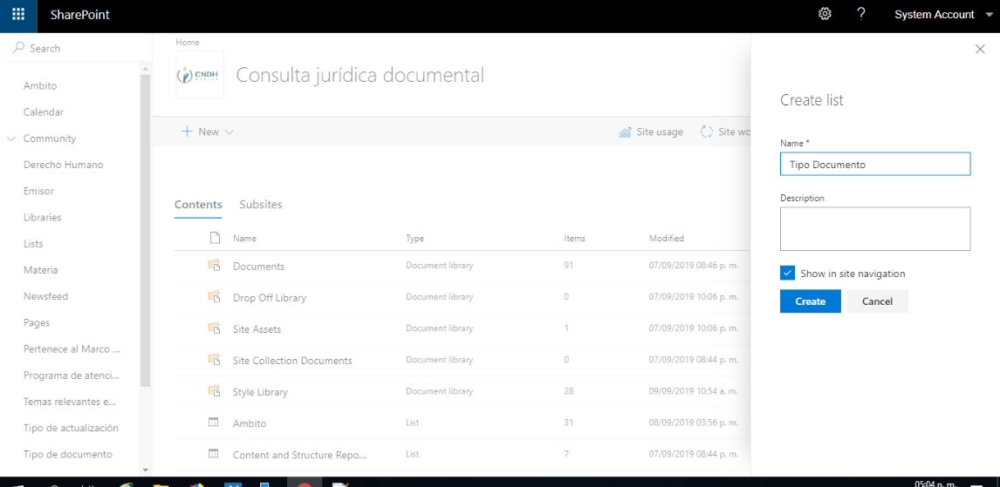 SharePoint
System Account
Search
Ambito
Calendar
Community
Derecho Humano
Emisor
Libraries
Lists
Materia
Newsfeed
Pages
Pertenece al Marco ...
Programa de atenci...
Temas relevantes e...
Tipo de actualización
Tipo de documento
Home
CNDH
Consulta jurídica documental
New
Site usage
Site wo
Contents Subsites
Name Type Items Modified
Documents Document library 91 07/09/2019 08:46 p. m.
Drop Off Library Document library 0 07/09/2019 10:06 p. m.
Site Assets Document library 1 07/09/2019 10:06 p. m.
Site Collection Documents Document library 0 07/09/2019 08:44 p. m.
Style Library Document library 28 09/09/2019 10:54 a. m.
Ambito List 31 08/09/2019 03:56 p. m.
Content and Structure Repo... List 7 07/09/2019 08:44 p. m.
Create list
Name *
Tipo Documento
Description
Show in site navigation
Create Cancel
05:04 p. m.